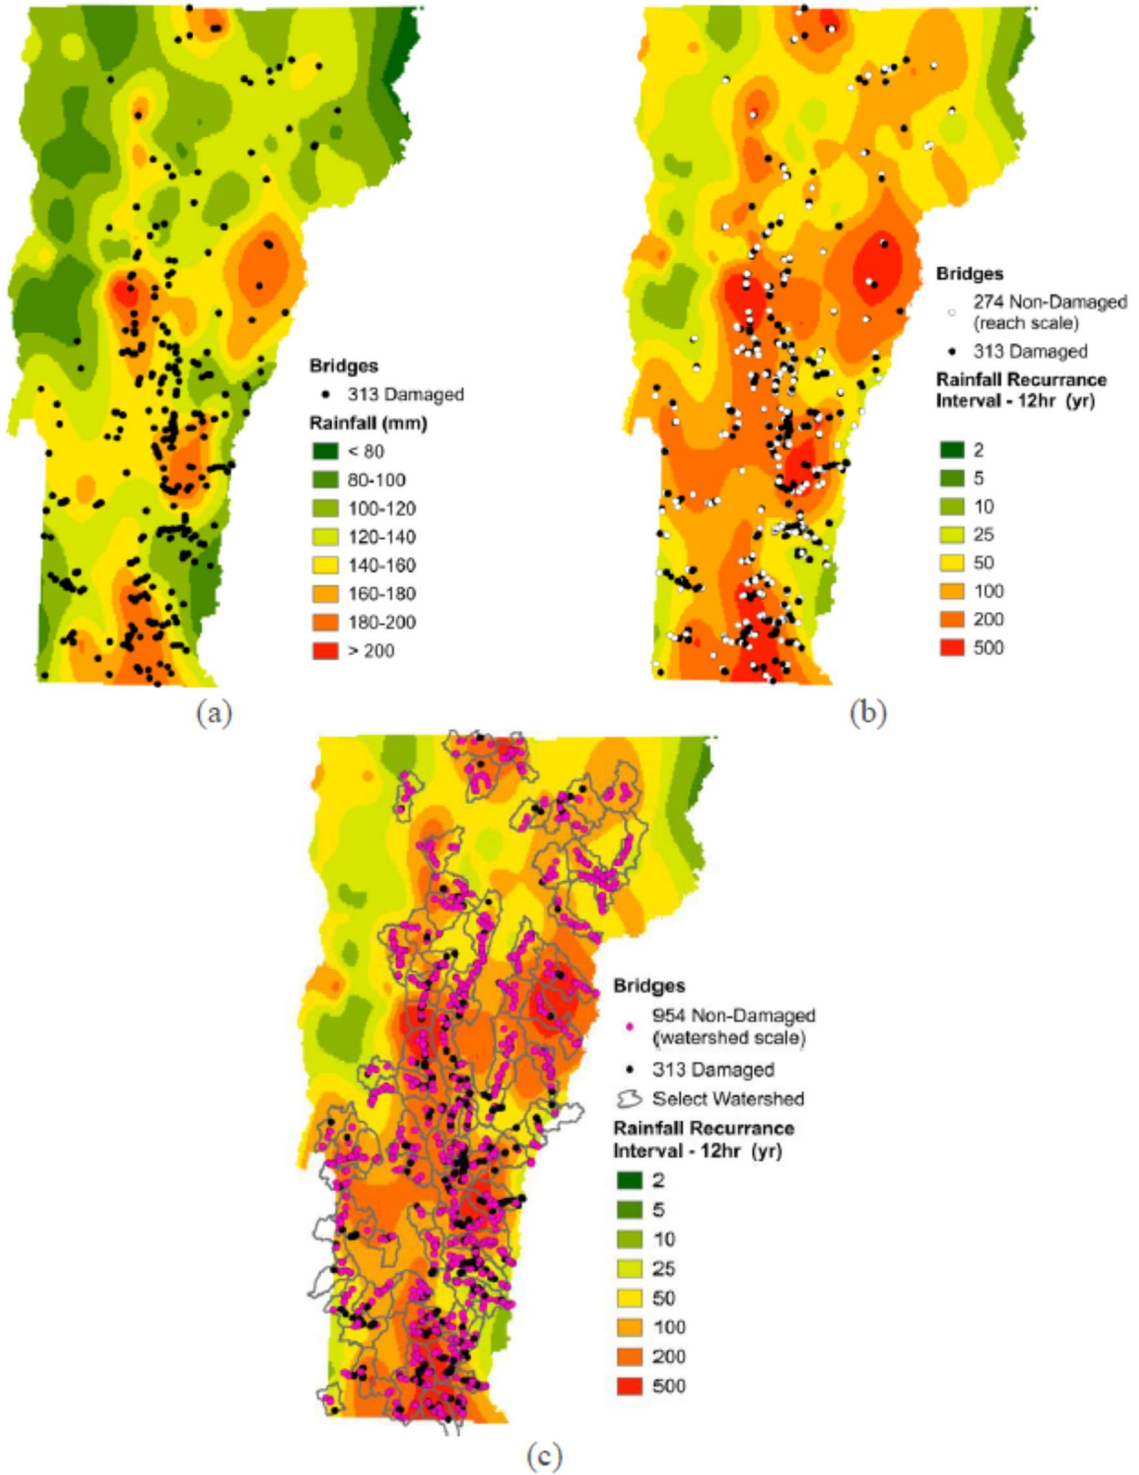 Bridges
313 Damaged
Rainfall (mm)
< 80
80-100
100-120
120-140
140-160
160-180
180-200
> 200
(a)
Bridges
274 Non-Damaged
(reach scale)
313 Damaged
Rainfall Recurrance
Interval - 12hr (yr)
2
5
10
25
50
100
200
500
(b)
Bridges
954 Non-Damaged
(watershed scale)
313 Damaged
Select Watershed
Rainfall Recurrance
Interval - 12hr (yr)
2
5
10
25
50
100
200
500
(c)